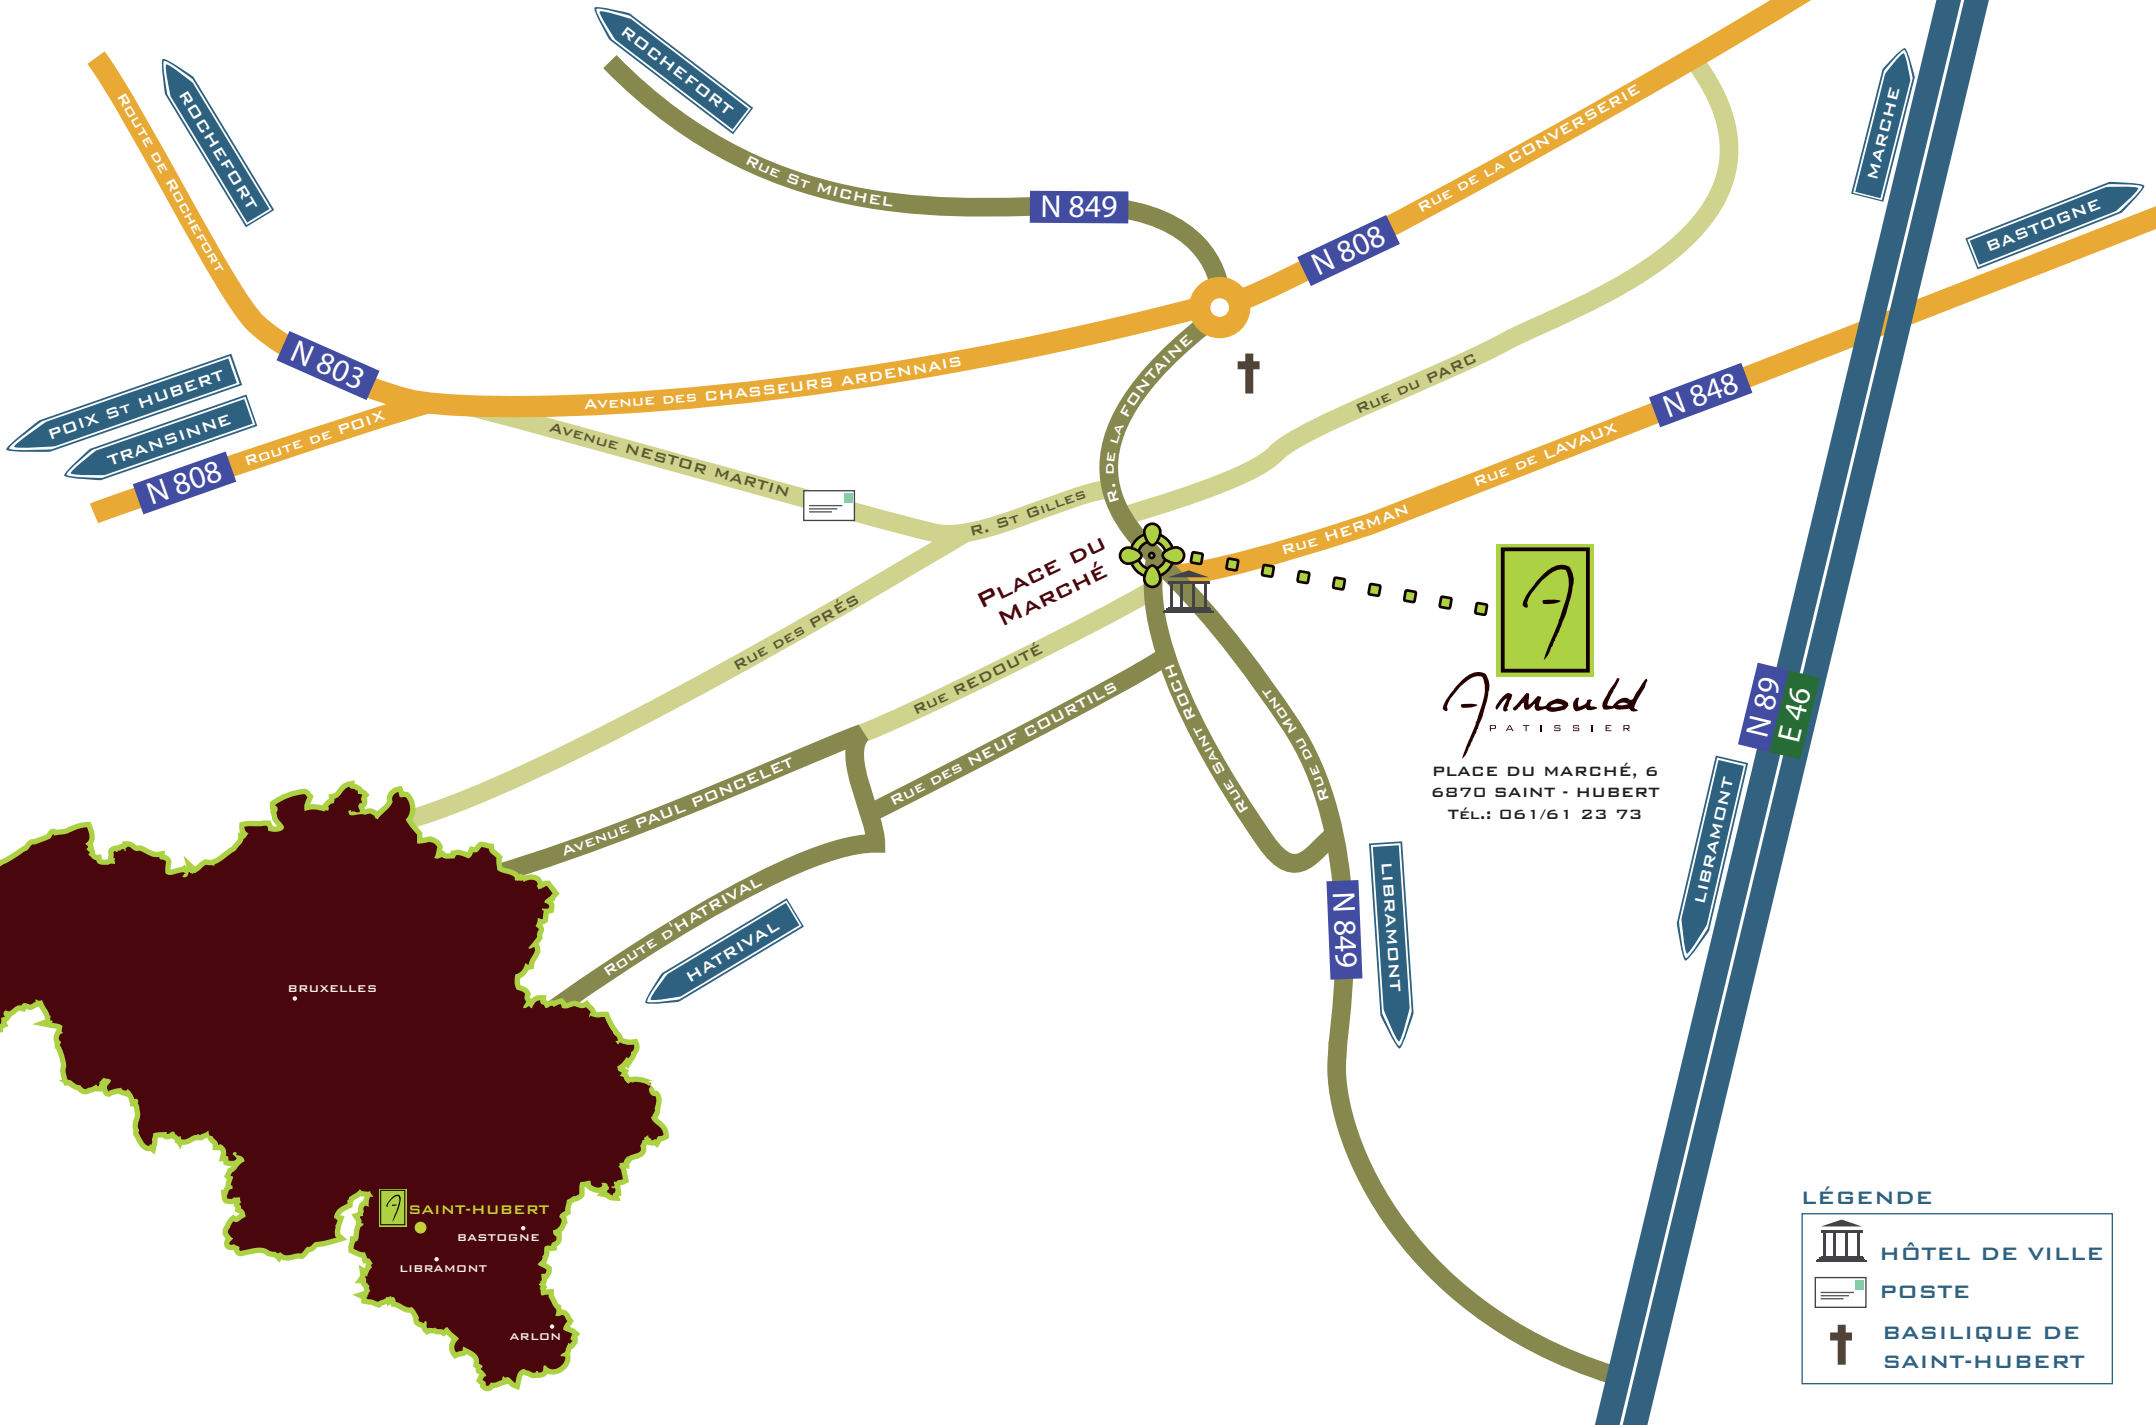 ROCHEFORT
ROCHEFORT
ROUTE DE ROCHEFORT
RUE ST MICHEL
N 849
RUE DE LA CONVERSERIE
N 808
MARCHE
BASTOGNE
N 803
POIX ST HUBERT
TRANSINNE
N 808
ROUTE DE POIX
AVENUE DES CHASSEURS ARDENNAIS
AVENUE NESTOR MARTIN
R. DE LA FONTAINE
RUE DU PARC
N 848
RUE DE LAVAUX
RUE HERMAN
R. ST GILLES
PLACE DU
MARCHÉ
RUE DES PRÉS
RUE REDOUTÉ
RUE DES NEUF COURTILS
AVENUE PAUL PONCELET
RUE SAINT ROCH
RUE DU MONT
ROUTE D'HATRIVAL
HATRIVAL
N 849
LIBRAMONT
Arnould
PATISSIER
PLACE DU MARCHÉ, 6
6870 SAINT - HUBERT
TÉL.: 061/61 23 73
N 89
E 46
LIBRAMONT
BRUXELLES
SAINT-HUBERT
BASTOGNE
LIBRAMONT
ARLON
LÉGENDE
HÔTEL DE VILLE
POSTE
BASILIQUE DE
SAINT-HUBERT